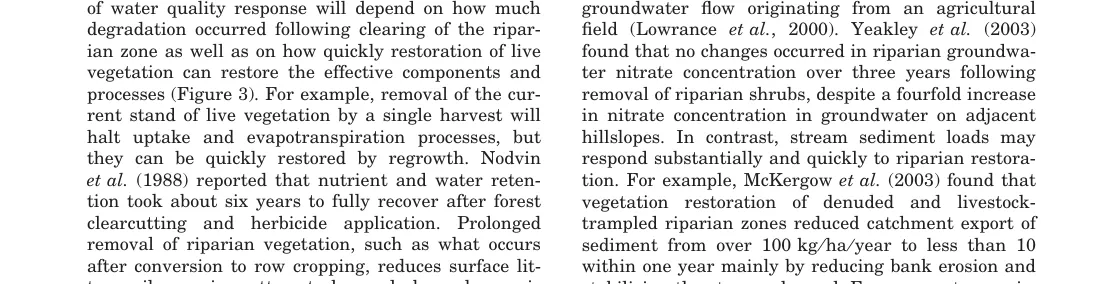 of water quality response will depend on how much
degradation occurred following clearing of the ripar-
ian zone as well as on how quickly restoration of live
vegetation can restore the effective components and
processes (Figure 3). For example, removal of the cur-
rent stand of live vegetation by a single harvest will
halt uptake and evapotranspiration processes, but
they can be quickly restored by regrowth. Nodvin
et al. (1988) reported that nutrient and water reten-
tion took about six years to fully recover after forest
clearcutting and herbicide application. Prolonged
removal of riparian vegetation, such as what occurs
after conversion to row cropping, reduces surface lit-
groundwater flow originating from an agricultural
field (Lowrance et al., 2000). Yeakley et al. (2003)
found that no changes occurred in riparian groundwa-
ter nitrate concentration over three years following
removal of riparian shrubs, despite a fourfold increase
in nitrate concentration in groundwater on adjacent
hillslopes. In contrast, stream sediment loads may
respond substantially and quickly to riparian restora-
tion. For example, McKergow et al. (2003) found that
vegetation restoration of denuded and livestock-
trampled riparian zones reduced catchment export of
sediment from over 100 kg/ha/year to less than 10
within one year mainly by reducing bank erosion and